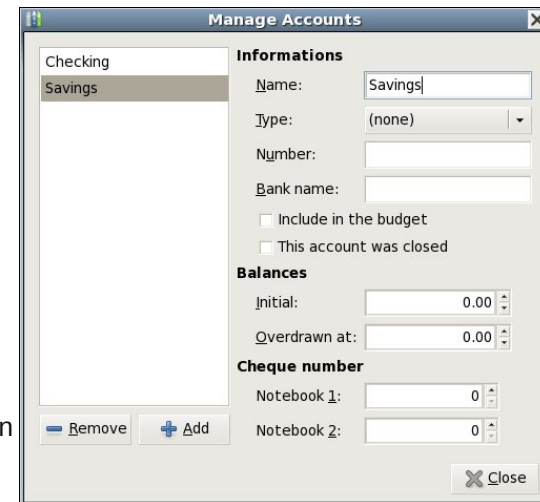 Manage Accounts
Checking
Savings
Informations
Name: Savings
Type: (none)
Number:
Bank name:
Include in the budget
This account was closed
Balances
Initial: 0.00
Overdrawn at: 0.00
Cheque number
Notebook 1: 0
Notebook 2: 0
n
Remove Add
Close